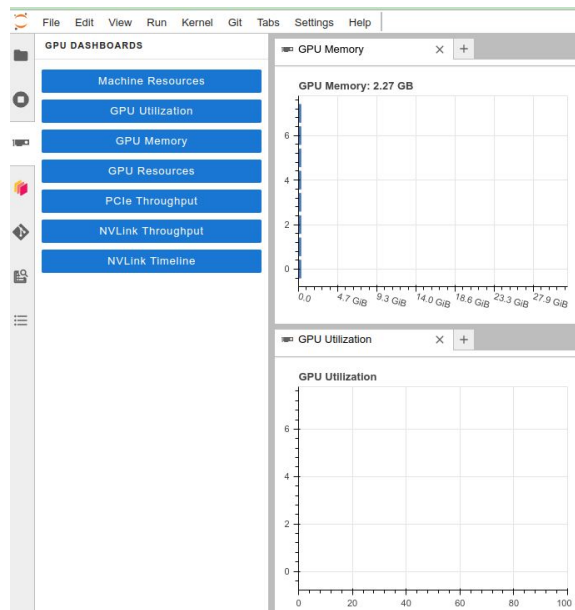 File Edit View Run Kernel Git Tabs Settings Help
GPU DASHBOARDS
Machine Resources
GPU Utilization
GPU Memory
GPU Resources
PCIe Throughput
NVLink Throughput
NVLink Timeline
GPU Memory × +
GPU Memory: 2.27 GB
6
4
2
0
0.0 4.7 GiB 9.3 GiB 14.0 GiB 18.6 GiB 23.3 GiB 27.9 GiB
GPU Utilization × +
GPU Utilization
6
4
2
0
0 20 40 60 80 100